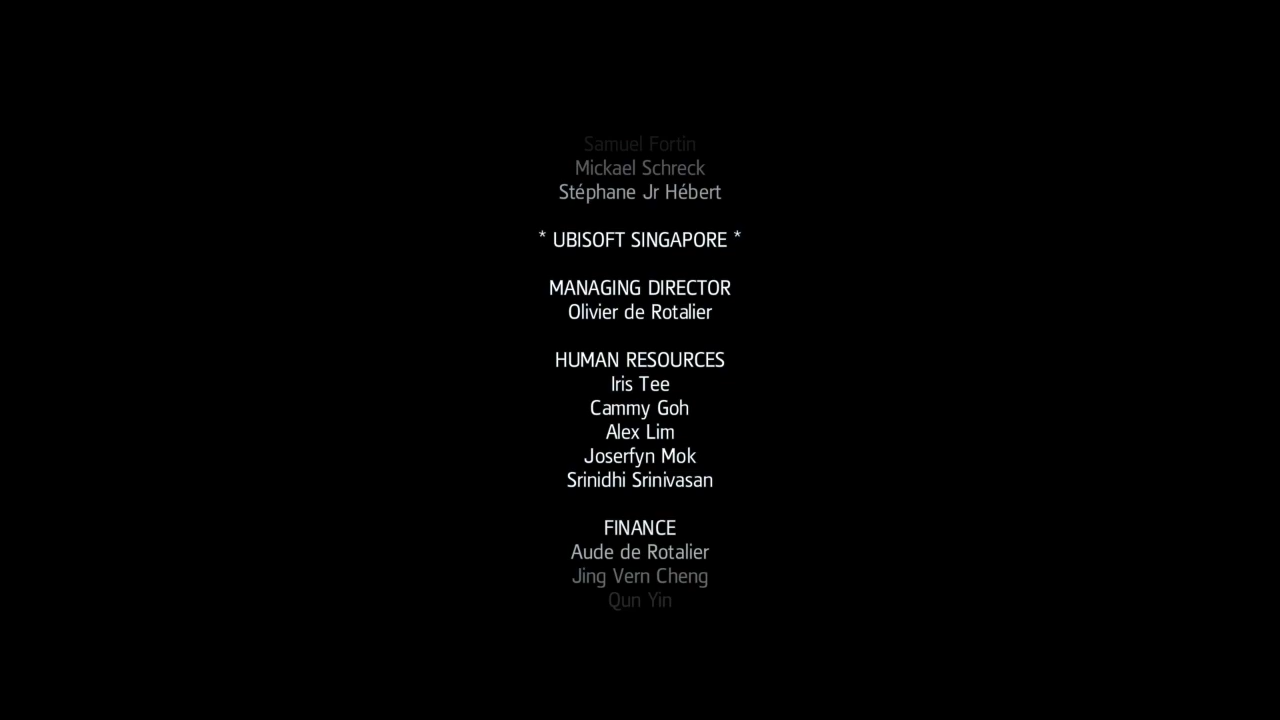 Samuel Fortin
Mickael Schreck
Stéphane Jr Hébert
* UBISOFT SINGAPORE *
MANAGING DIRECTOR
Olivier de Rotalier
HUMAN RESOURCES
Iris Tee
Cammy Goh
Alex Lim
Joserfyn Mok
Srinidhi Srinivasan
FINANCE
Aude de Rotalier
Jing Vern Cheng
Qun Yin